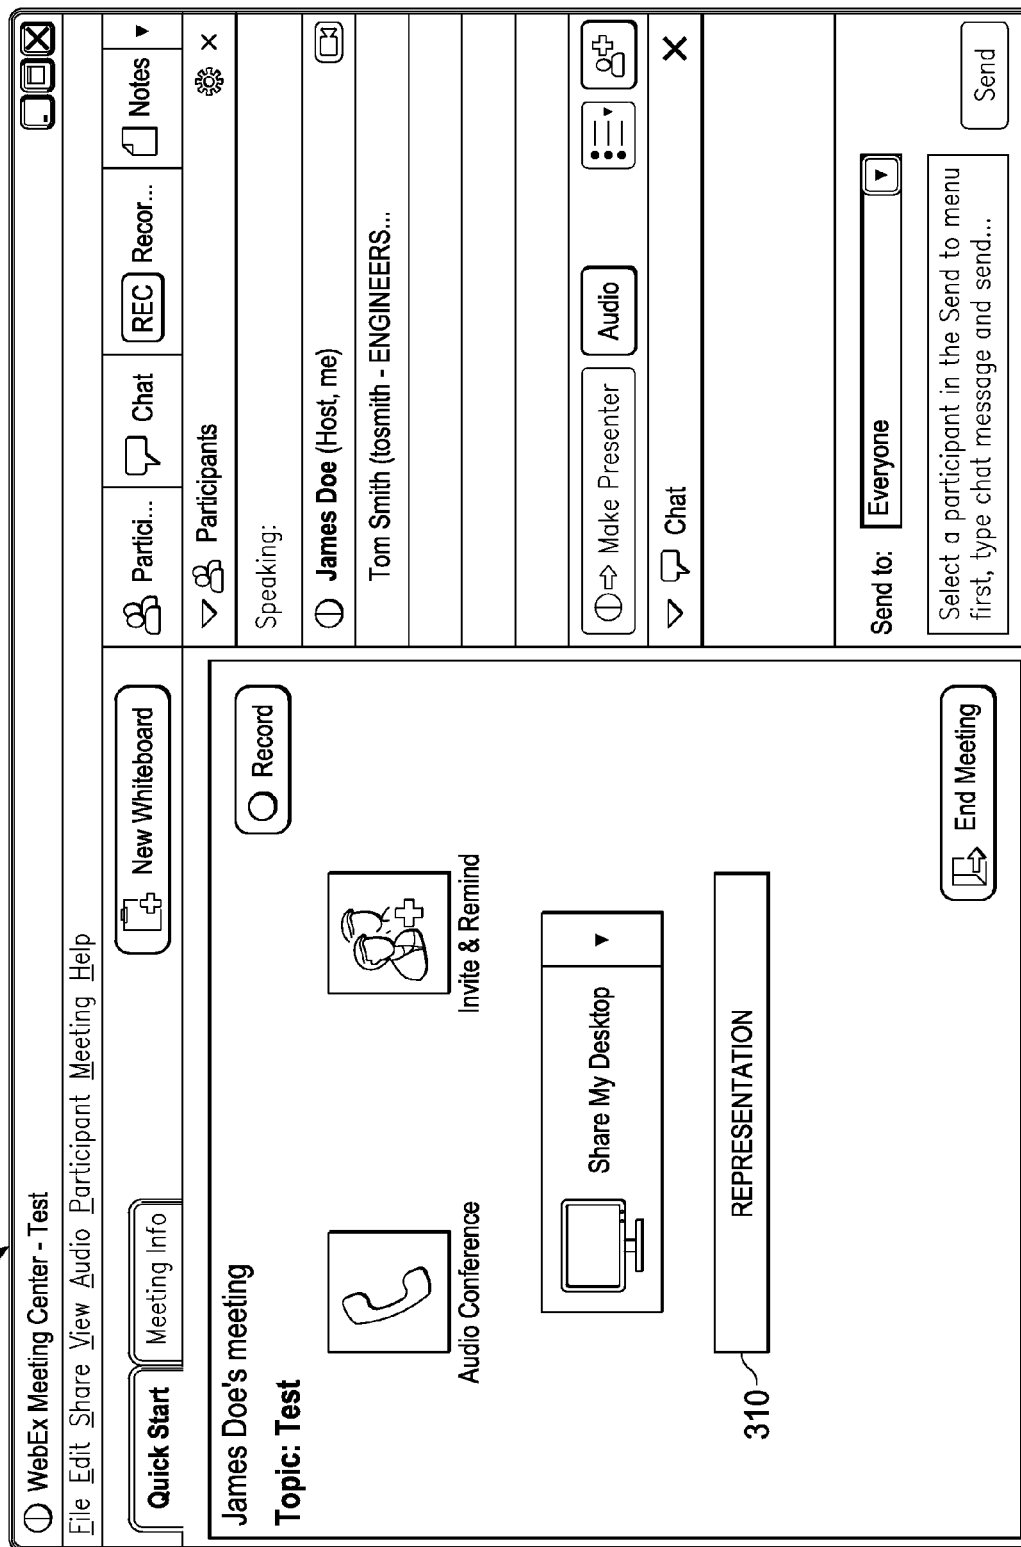 WebEx Meeting Center - Test
File Edit Share View Audio Participant Meeting Help
Quick Start
Meeting Info
New Whiteboard
Partici...
Chat
REC Recor...
Notes
James Doe's meeting
Topic: Test
Record
Audio Conference
Invite & Remind
Share My Desktop
REPRESENTATION
310
End Meeting
Participants
Speaking:
James Doe (Host, me)
Tom Smith (tosmith - ENGINEERS...
Make Presenter
Audio
Chat
Send to:
Everyone
Select a participant in the Send to menu
first, type chat message and send...
Send